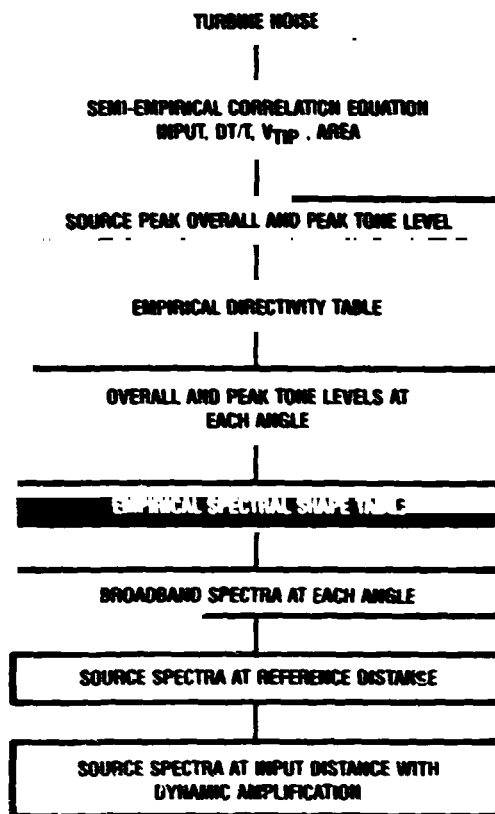 TURBINE NOISE
SEMI-EMPIRICAL CORRELATION EQUATION
INPUT, DT/T, VTIP, AREA
SOURCE PEAK OVERALL AND PEAK TONE LEVEL
EMPIRICAL DIRECTIVITY TABLE
OVERALL AND PEAK TONE LEVELS AT
EACH ANGLE
EMPIRICAL SPECTRAL SHAPE TABLE
BROADBAND SPECTRA AT EACH ANGLE
SOURCE SPECTRA AT REFERENCE DISTANCE
SOURCE SPECTRA AT INPUT DISTANCE WITH
DYNAMIC AMPLIFICATION